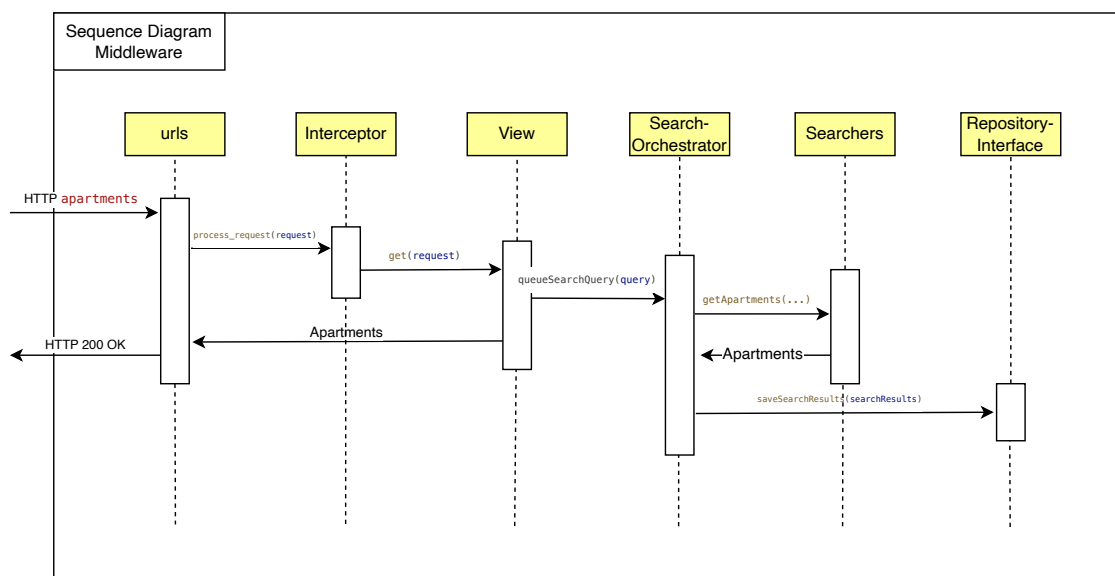 Sequence Diagram
Middleware
urls
Interceptor
View
Search-
Orchestrator
Searchers
Repository-
Interface
HTTP apartments
process_request(request)
get(request)
queueSearchQuery(query)
getApartments(...)
Apartments
HTTP 200 OK
Apartments
saveSearchResults(searchResults)